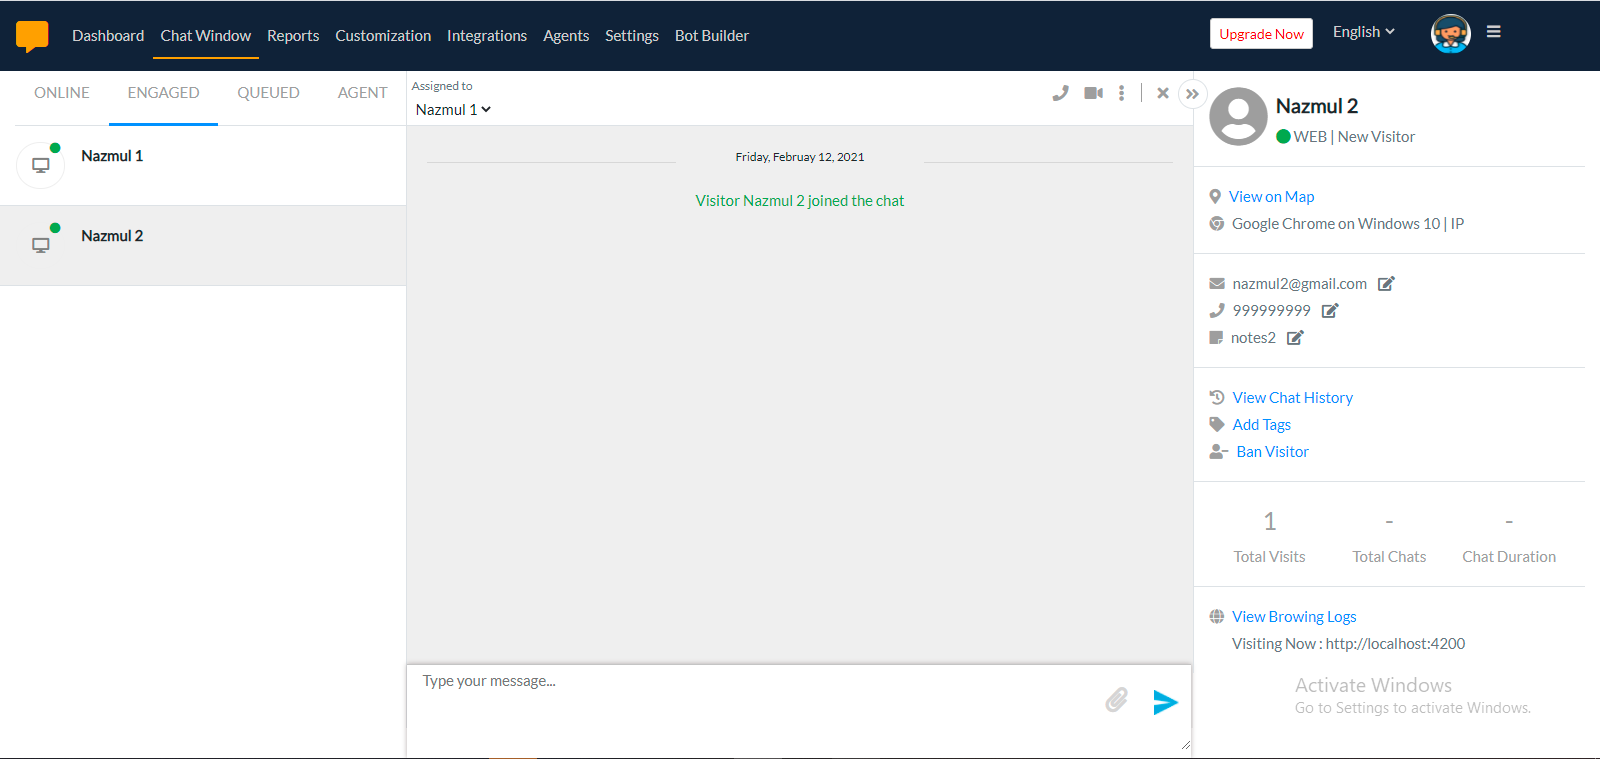 Dashboard Chat Window Reports Customization Integrations Agents Settings Bot Builder Upgrade Now English
ONLINE ENGAGED QUEUED AGENT
Nazmul 1
Nazmul 2
Assigned to
Nazmul 1
Friday, Februay 12, 2021
Visitor Nazmul 2 joined the chat
Type your message...
Nazmul 2
WEB | New Visitor
View on Map
Google Chrome on Windows 10 | IP
nazmul2@gmail.com
999999999
notes2
View Chat History
Add Tags
Ban Visitor
1 - -
Total Visits Total Chats Chat Duration
View Browing Logs
Visiting Now : http://localhost:4200
Activate Windows
Go to Settings to activate Windows.